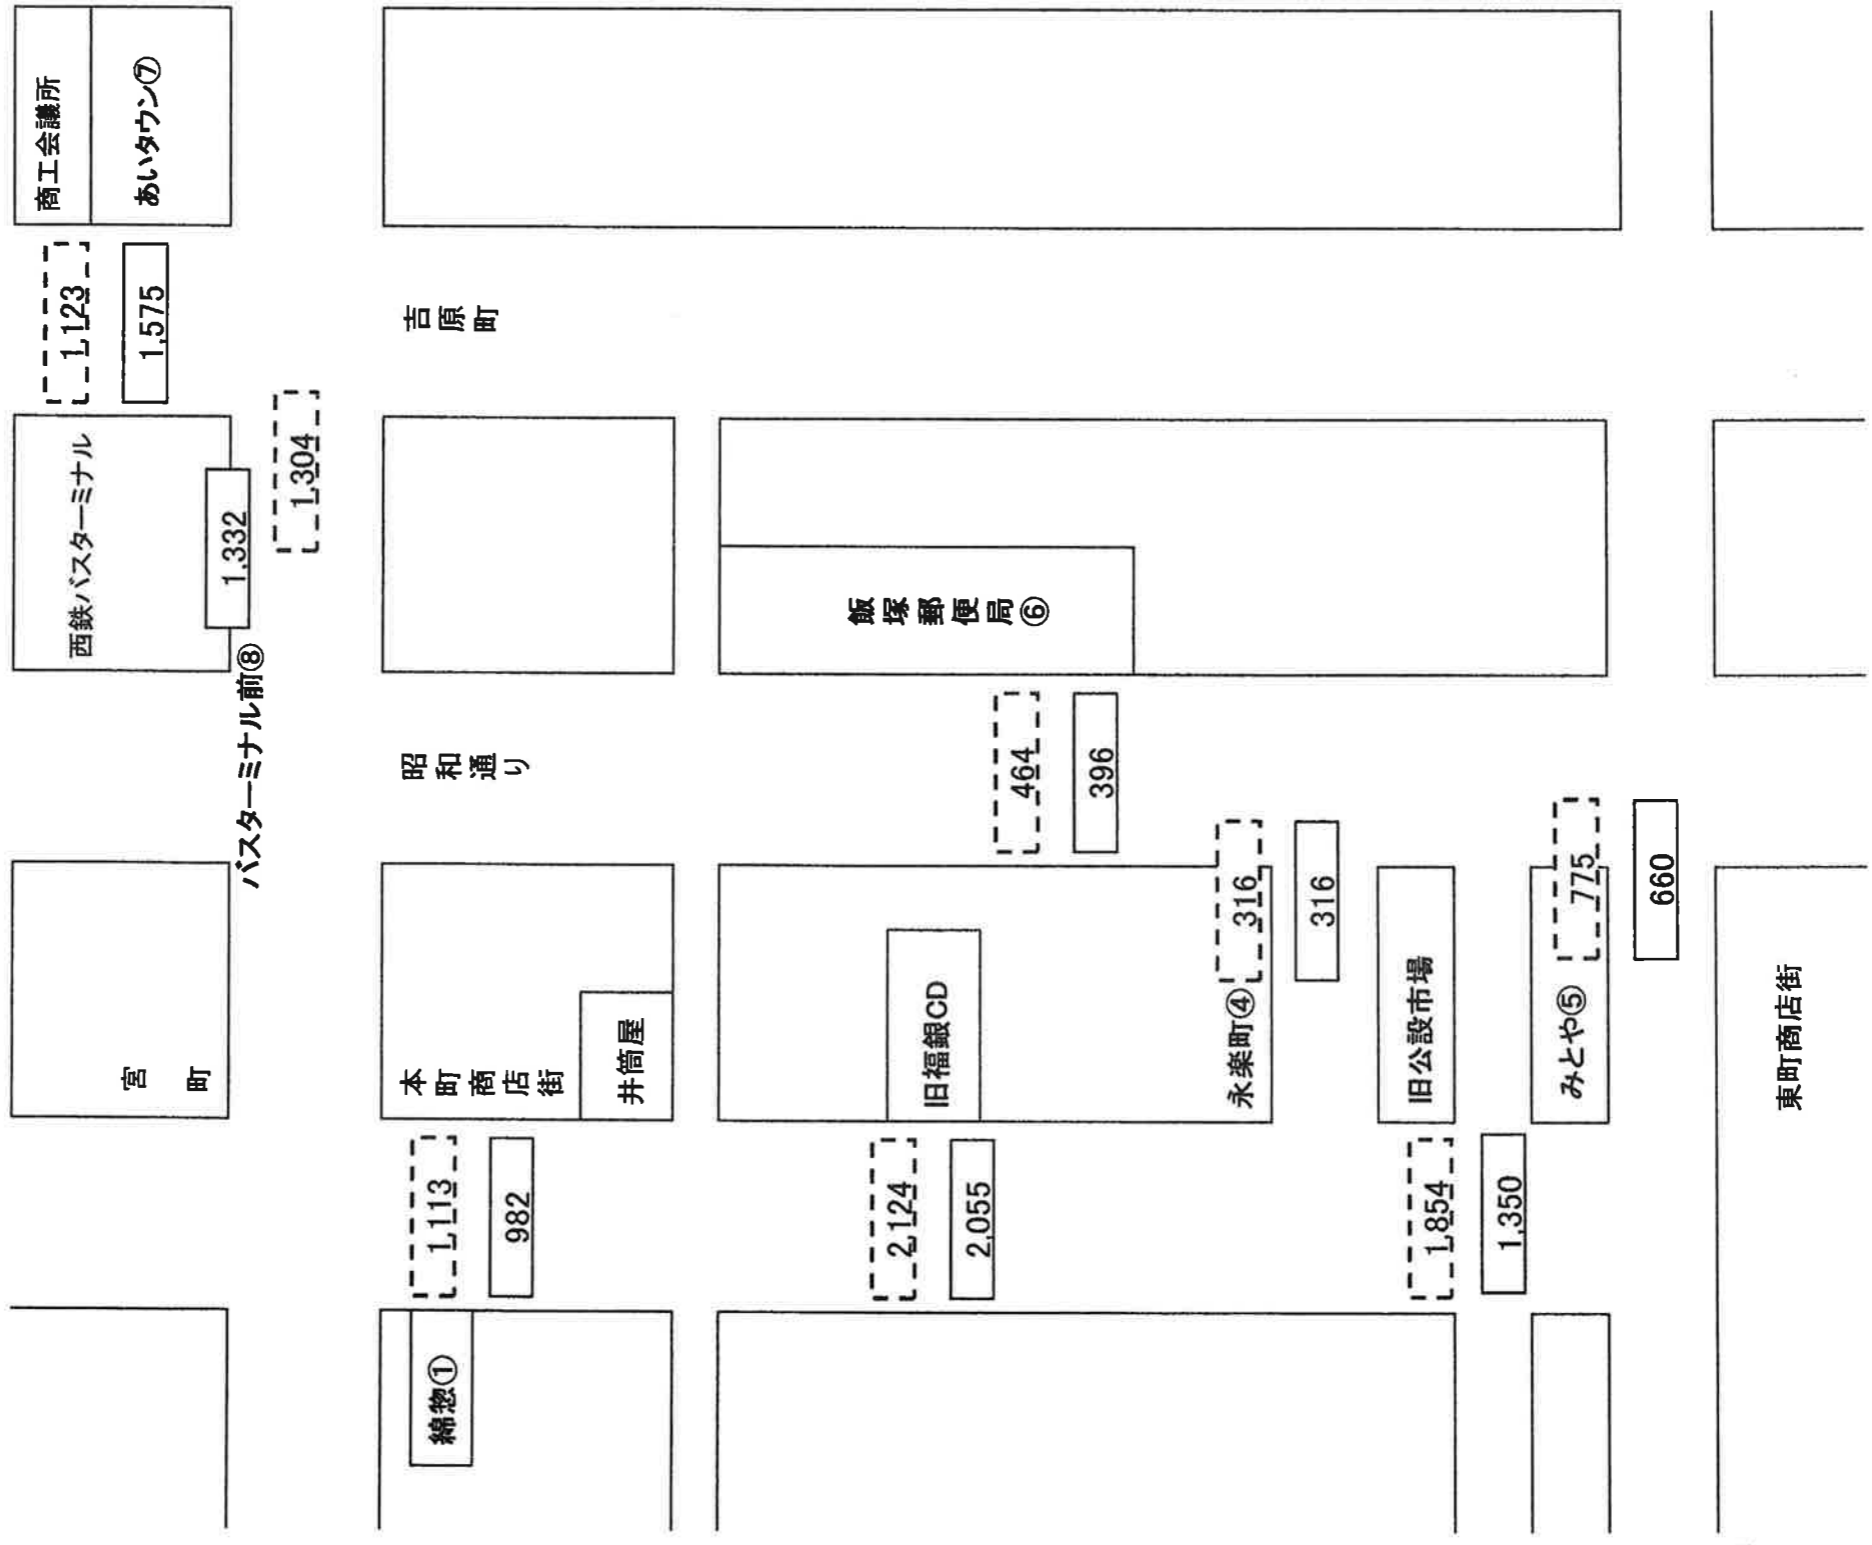 商工会議所
あいタウン⑦
1,123
1,575
西鉄バスターミナル
1,332
1,304
バスターミナル前⑧
吉原町
宮町
昭和通り
本町商店街
井筒屋
飯塚郵便局⑥
464
396
旧福銀CD
永楽町④
316
316
旧公設市場
みとや⑤
775
660
東町商店街
綿惣①
1,113
982
2,124
2,055
1,854
1,350